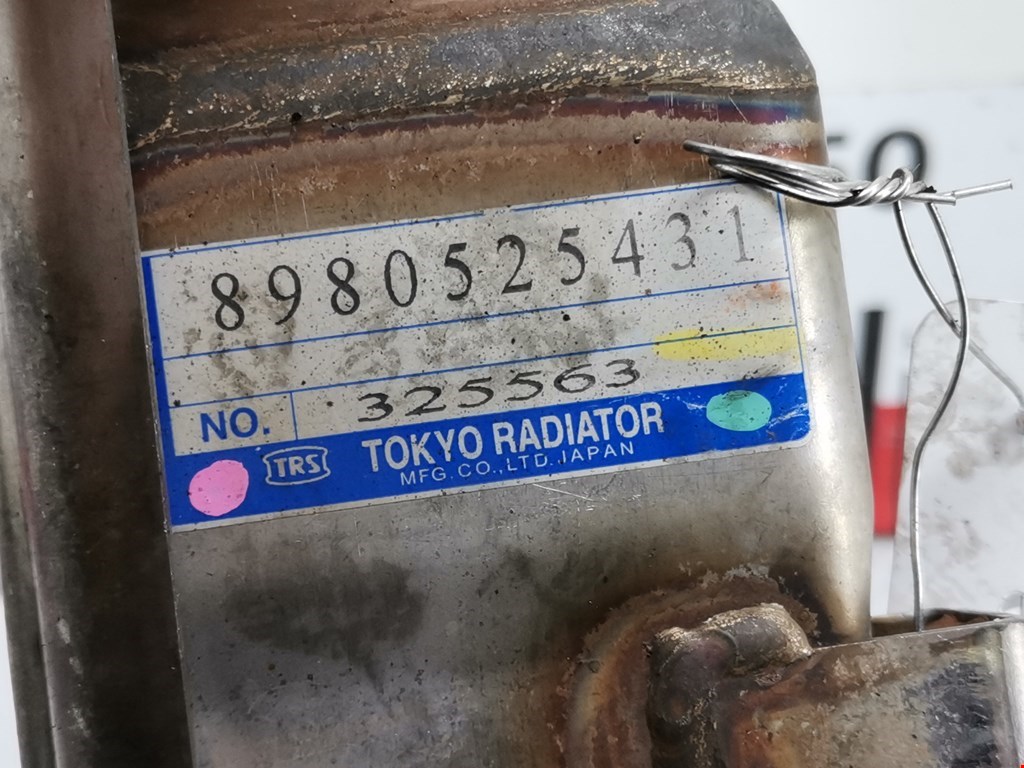 8980525431
NO. 325563
TRS TOKYO RADIATOR
MFG.CO.,LTD.JAPAN